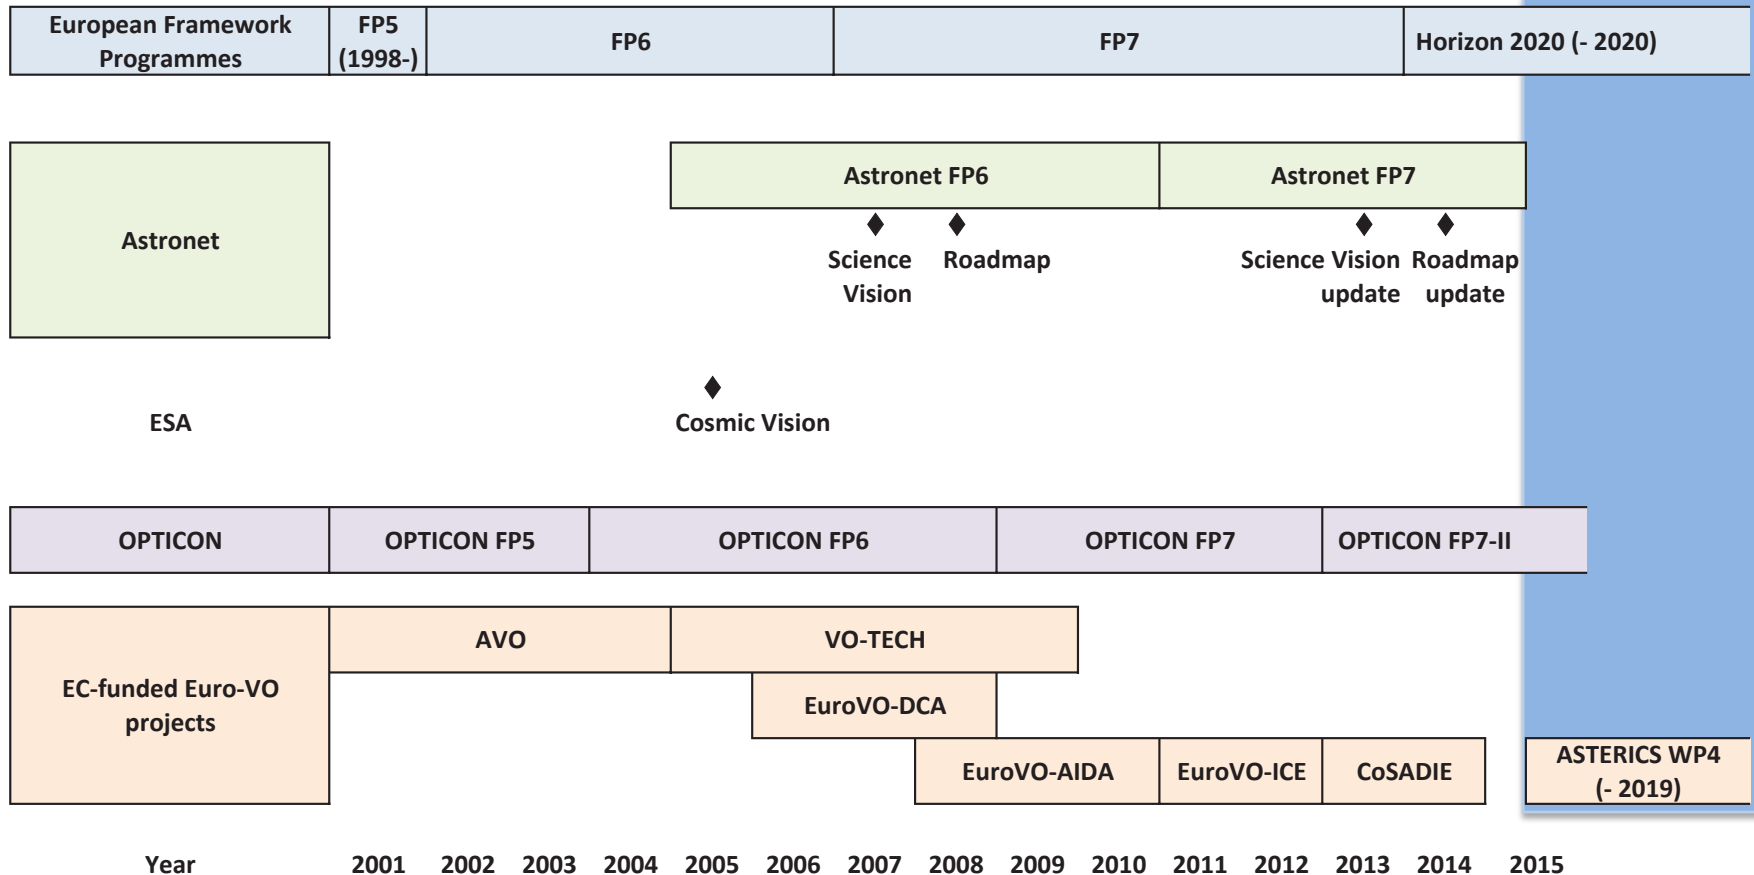 European Framework
Programmes
FP5
(1998-)
FP6
FP7
Horizon 2020 (- 2020)
Astronet
Astronet FP6
Astronet FP7
Science
Vision
Roadmap
Science Vision
update
Roadmap
update
ESA
Cosmic Vision
OPTICON
OPTICON FP5
OPTICON FP6
OPTICON FP7
OPTICON FP7-II
EC-funded Euro-VO
projects
AVO
VO-TECH
EuroVO-DCA
EuroVO-AIDA
EuroVO-ICE
CoSADIE
ASTERICS WP4
(- 2019)
Year 2001 2002 2003 2004 2005 2006 2007 2008 2009 2010 2011 2012 2013 2014 2015